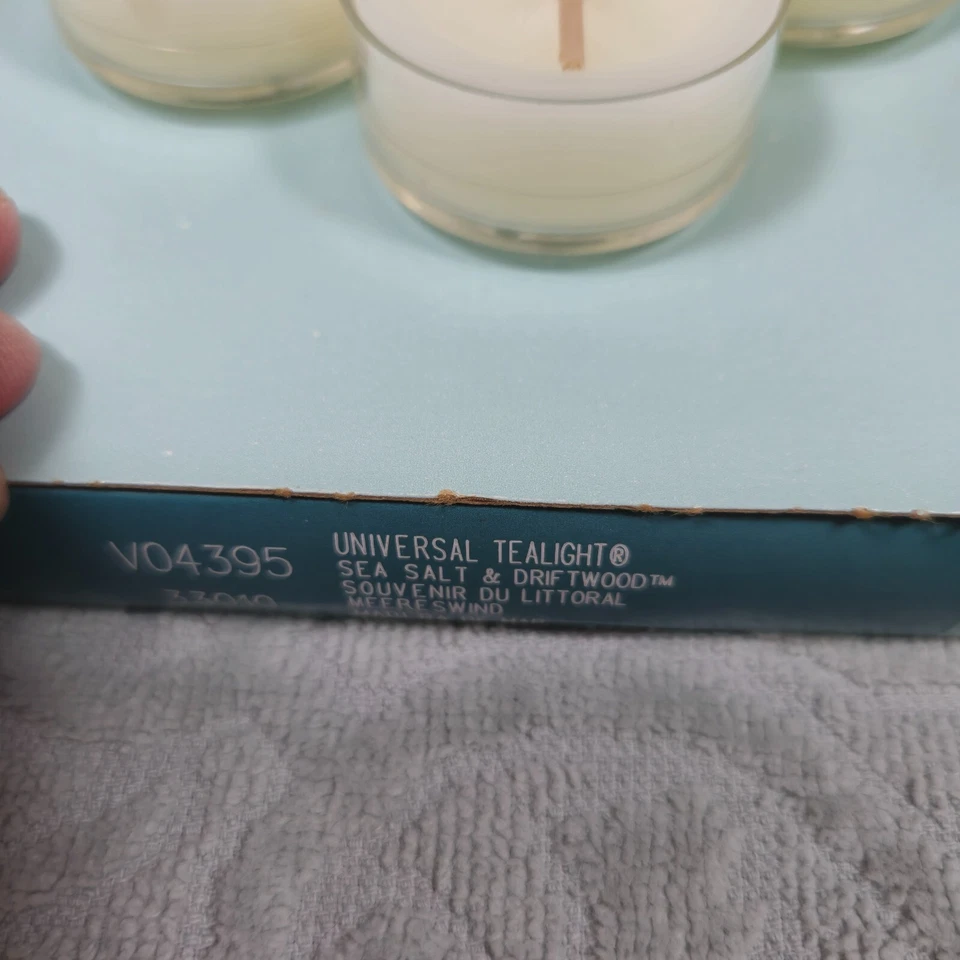 V04395
UNIVERSAL TEALIGHT®
SEA SALT & DRIFTWOOD™
SOUVENIR DU LITTORAL
MEERESWIND